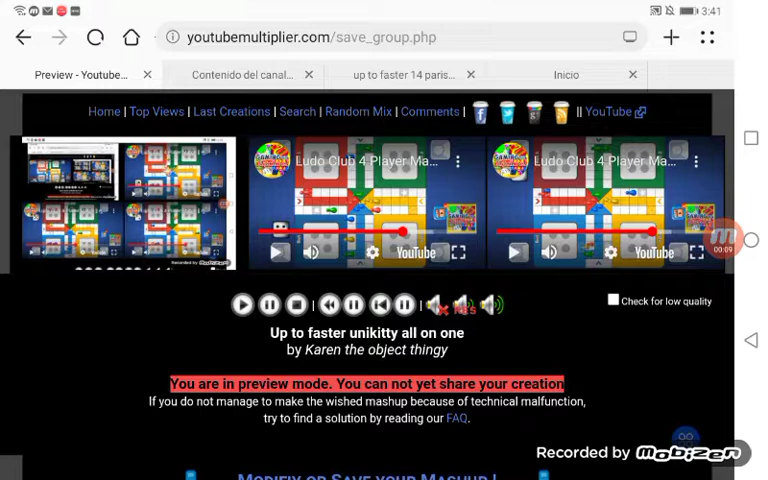 3:41
youtubemultiplier.com/save_group.php
Preview - Youtube...
Contenido del canal...
up to faster 14 paris...
Inicio
Home | Top Views | Last Creations | Search | Random Mix | Comments | || YouTube
Ludo Club 4 Player Ma...
Ludo Club 4 Player Ma...
YouTube
YouTube
Recorded by Mobizen
00:09
Check for low quality
Up to faster unikitty all on one
by Karen the object thingy
You are in preview mode. You can not yet share your creation
If you do not manage to make the wished mashup because of technical malfunction,
try to find a solution by reading our FAQ.
Recorded by Mobizen
Modifiy or Save your Mashup !